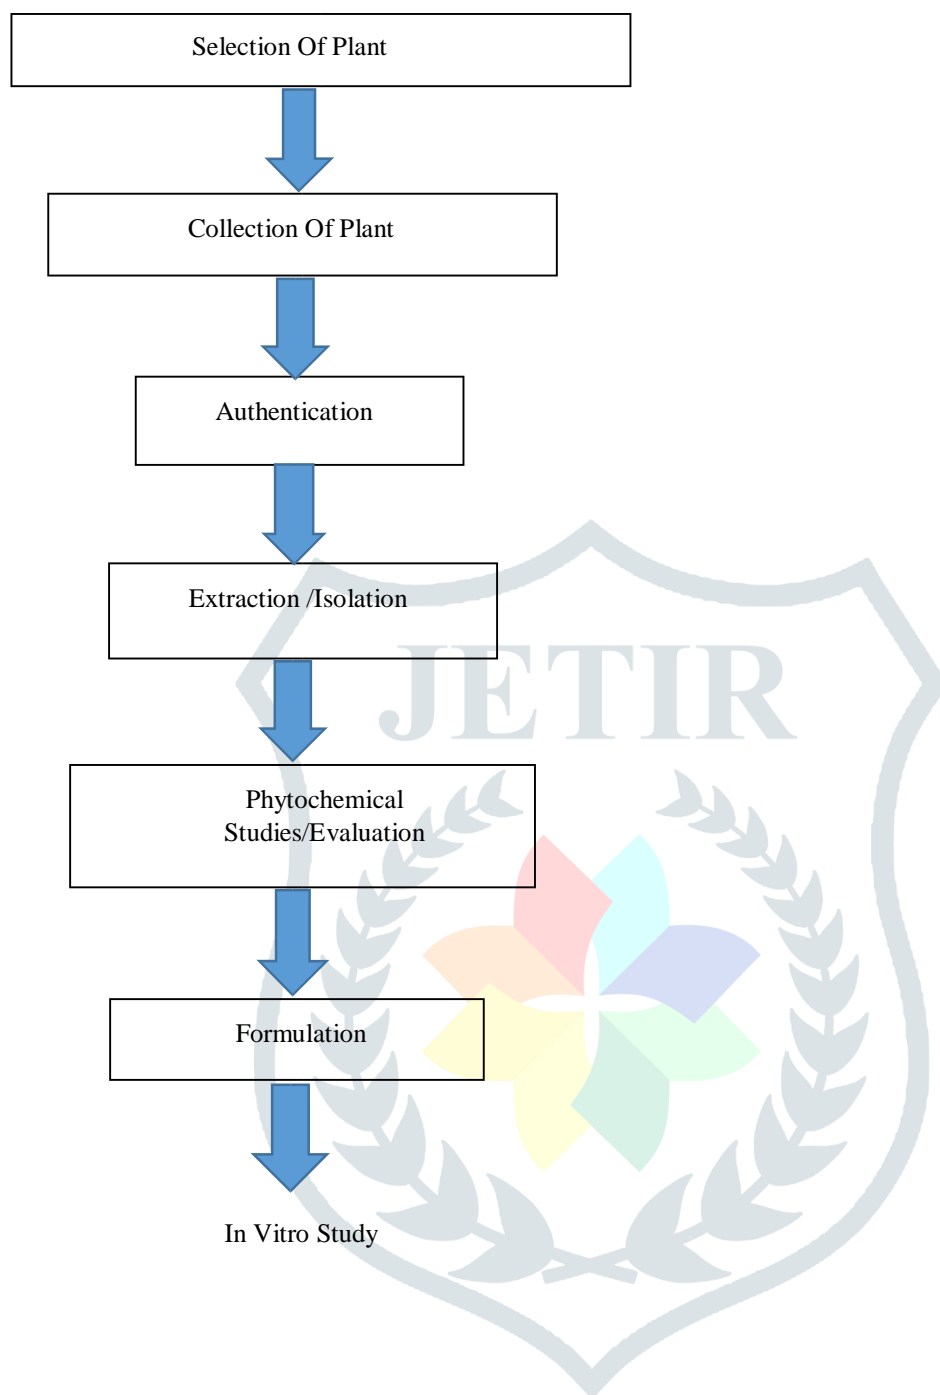 Selection Of Plant
Collection Of Plant
Authentication
Extraction /Isolation
JETIR
Phytochemical
Studies/Evaluation
Formulation
In Vitro Study